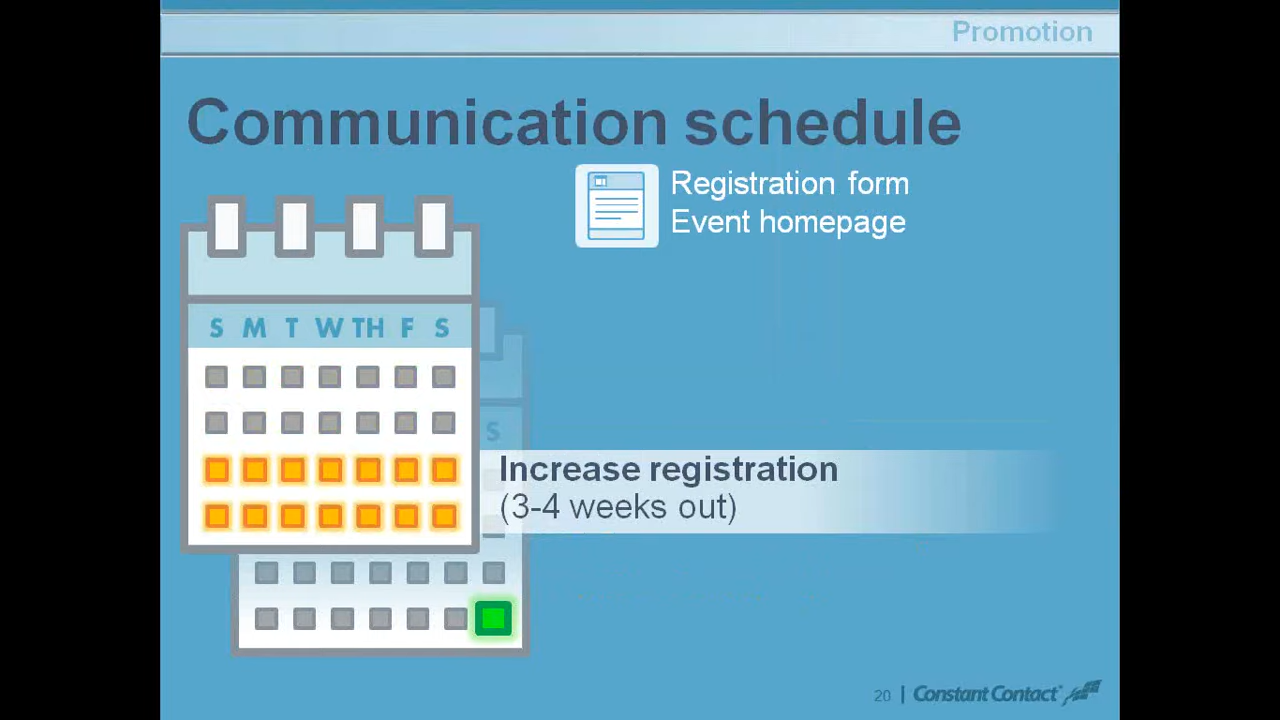 Promotion
Communication schedule
Registration form
Event homepage
S M T W TH F S
S
Increase registration
(3-4 weeks out)
20 | Constant Contact